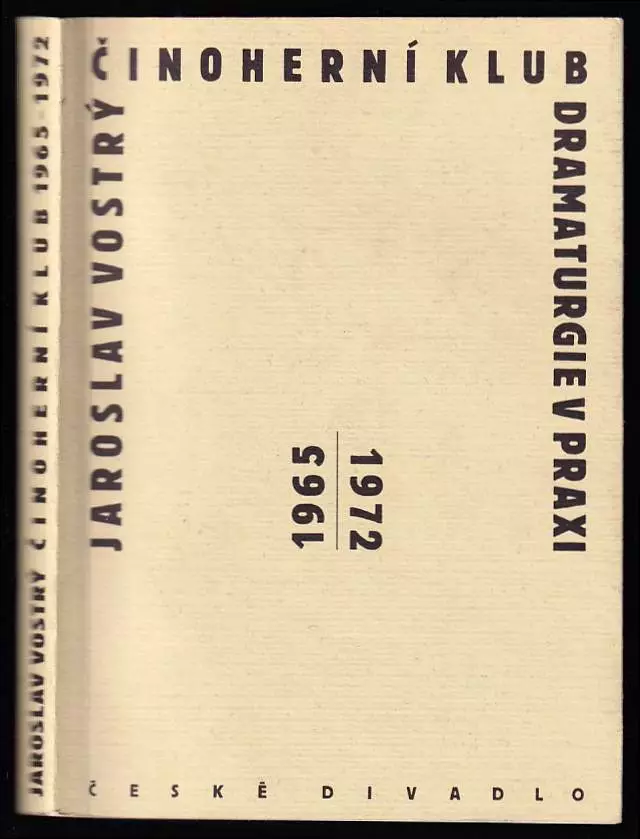 JAROSLAV VOSTRÝ ČINOHERNÍ KLUB 1965-1972
JAROSLAV VOSTRÝ
ČINOHERNÍ KLUB
DRAMATURGIE V PRAXI
1965
1972
ČESKÉ DIVADLO